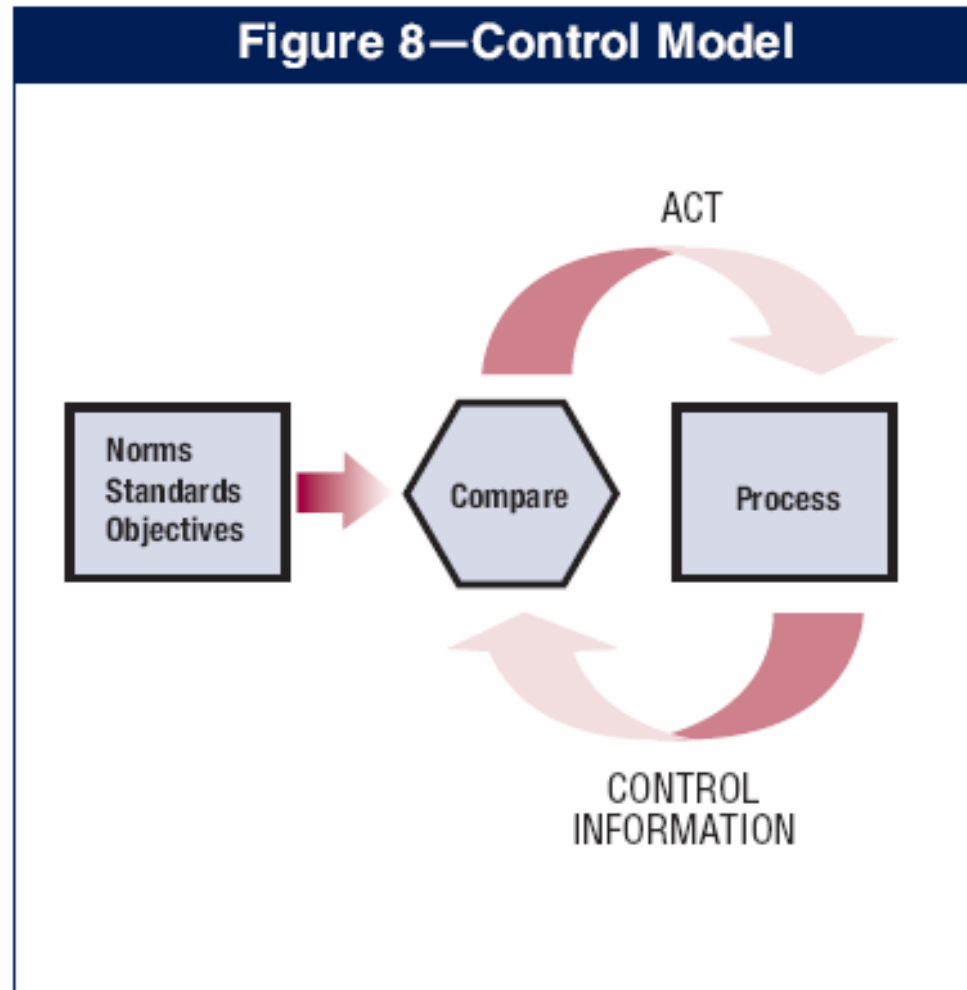 Figure 8—Control Model
ACT
Norms
Standards
Objectives
Compare
Process
CONTROL
INFORMATION